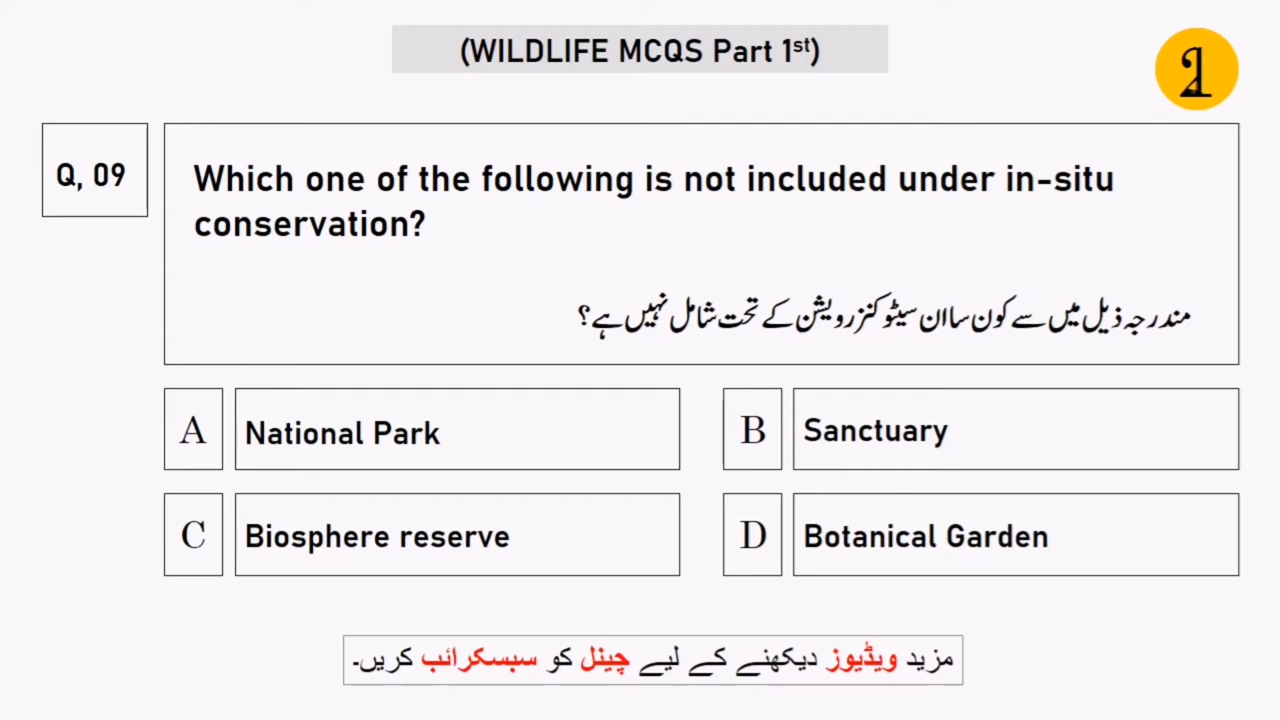 (WILDLIFE MCQS Part 1st)
Q, 09
Which one of the following is not included under in-situ
conservation?
مندرجہ ذیل میں سے کون سا ان سیٹو کنزرویشن کے تحت شامل نہیں ہے؟
A National Park
B Sanctuary
C Biosphere reserve
D Botanical Garden
مزید ویڈیوز دیکھنے کے لیے چینل کو سبسکرائب کریں۔